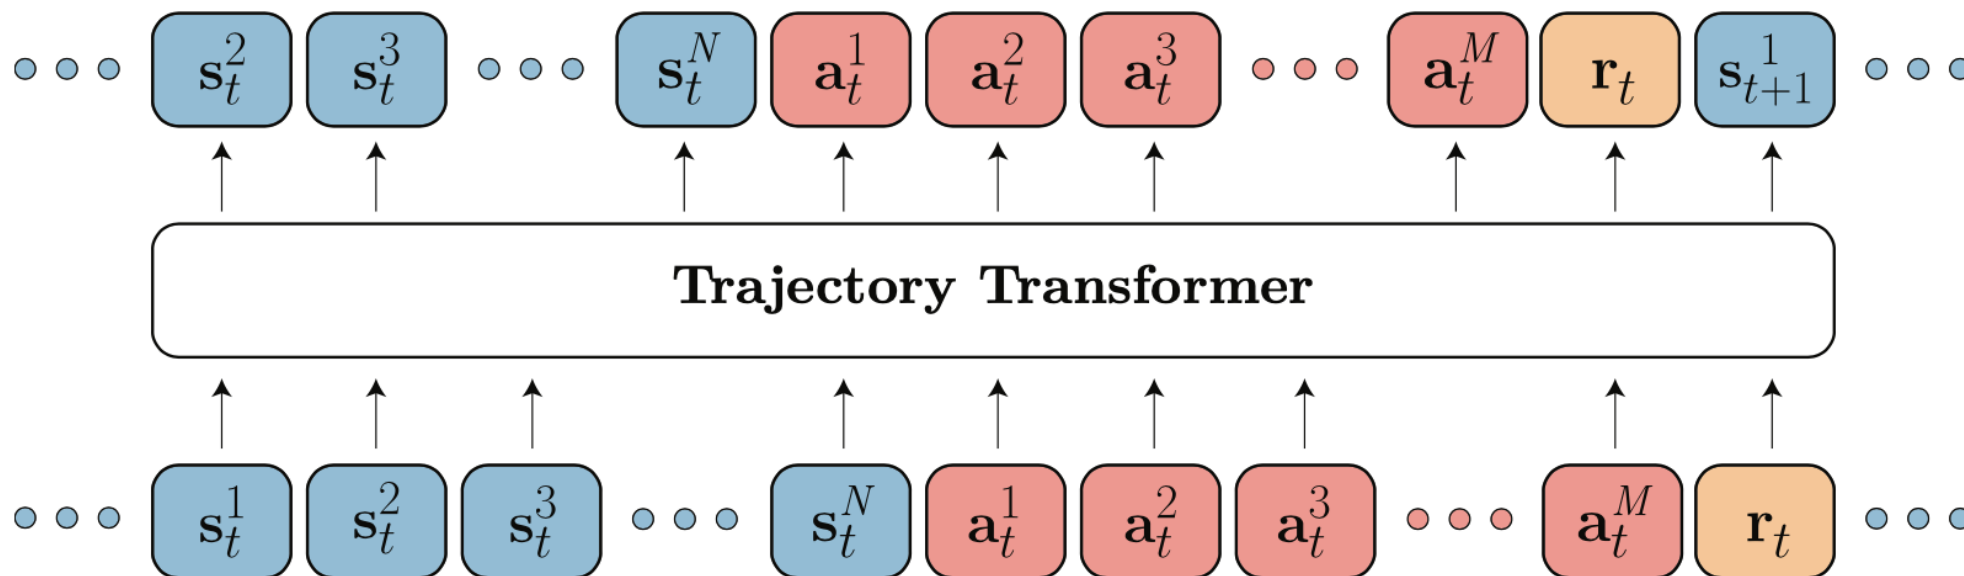 s_t^2 s_t^3 s_t^N a_t^1 a_t^2 a_t^3 a_t^M r_t s_{t+1}^1
Trajectory Transformer
s_t^1 s_t^2 s_t^3 s_t^N a_t^1 a_t^2 a_t^3 a_t^M r_t